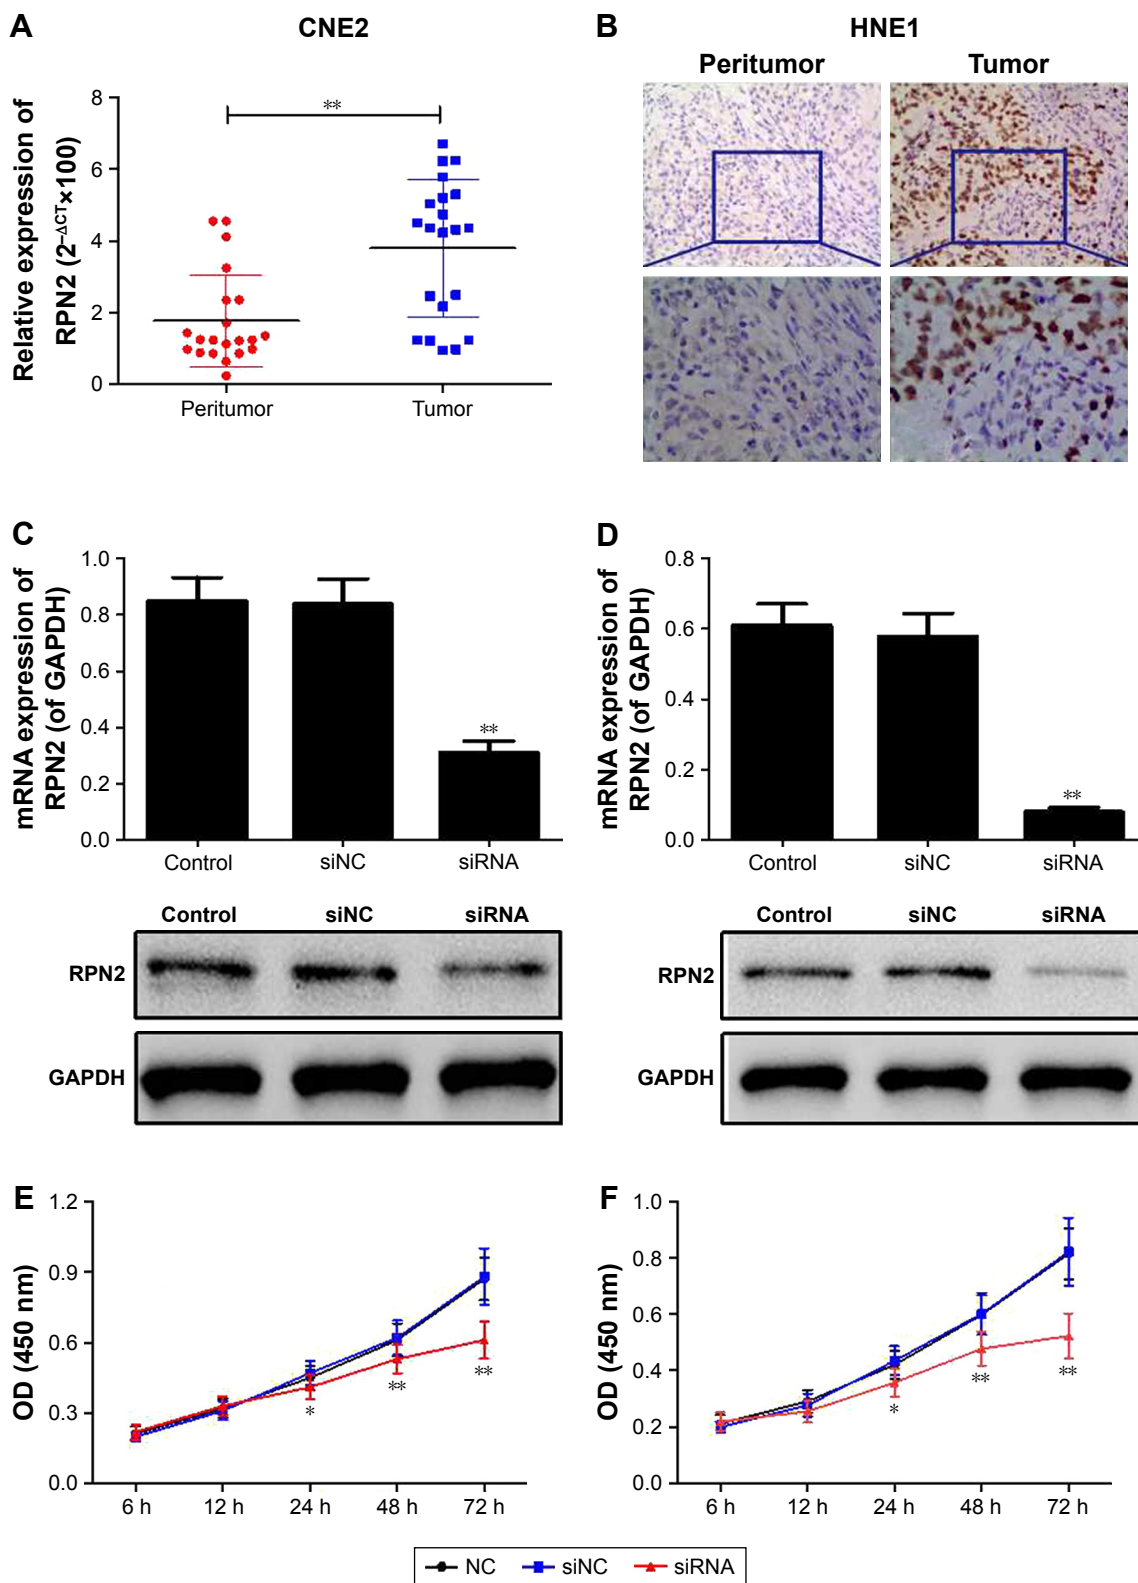 A
CNE2
Relative expression of
RPN2 (2−ΔCT×100)
8
6
4
2
0
**
Peritumor
Tumor
B
HNE1
Peritumor
Tumor
C
mRNA expression of
RPN2 (of GAPDH)
1.0
0.8
0.6
0.4
0.2
0.0
**
Control
siNC
siRNA
Control
siNC
siRNA
RPN2
GAPDH
D
mRNA expression of
RPN2 (of GAPDH)
0.8
0.6
0.4
0.2
0.0
**
Control
siNC
siRNA
Control
siNC
siRNA
RPN2
GAPDH
E
OD (450 nm)
1.2
0.9
0.6
0.3
0.0
*
**
**
6 h
12 h
24 h
48 h
72 h
F
OD (450 nm)
1.0
0.8
0.6
0.4
0.2
0.0
*
**
**
6 h
12 h
24 h
48 h
72 h
NC
siNC
siRNA